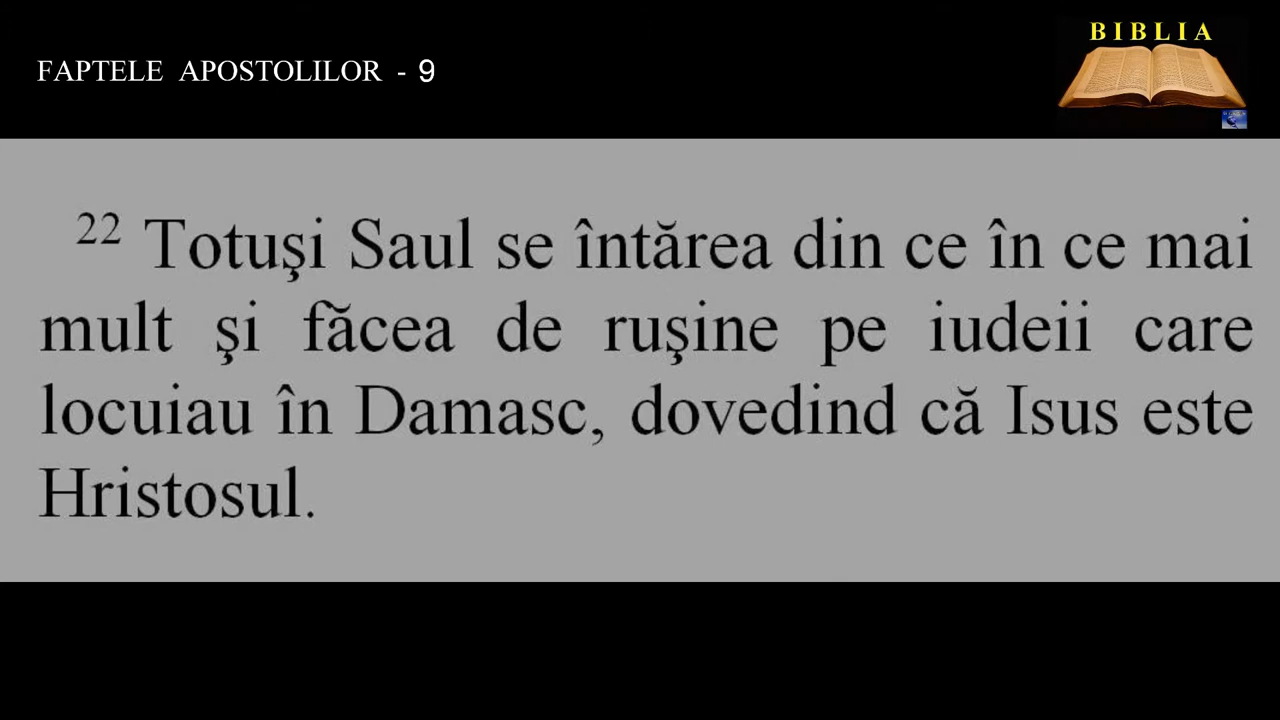 BIBLIA
FAPTELE APOSTOLILOR - 9
22 Totuşi Saul se întărea din ce în ce mai
mult şi făcea de ruşine pe iudeii care
locuiau în Damasc, dovedind că Isus este
Hristosul.